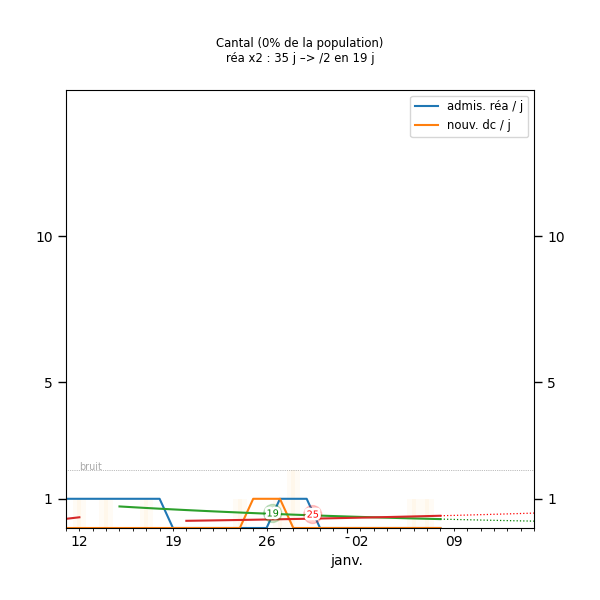 Cantal (0% de la population)
réa x2 : 35 j –> /2 en 19 j
admis. réa / j
nouv. dc / j
10
10
5
5
bruit
1
1
19
25
12
19
26
02
09
janv.